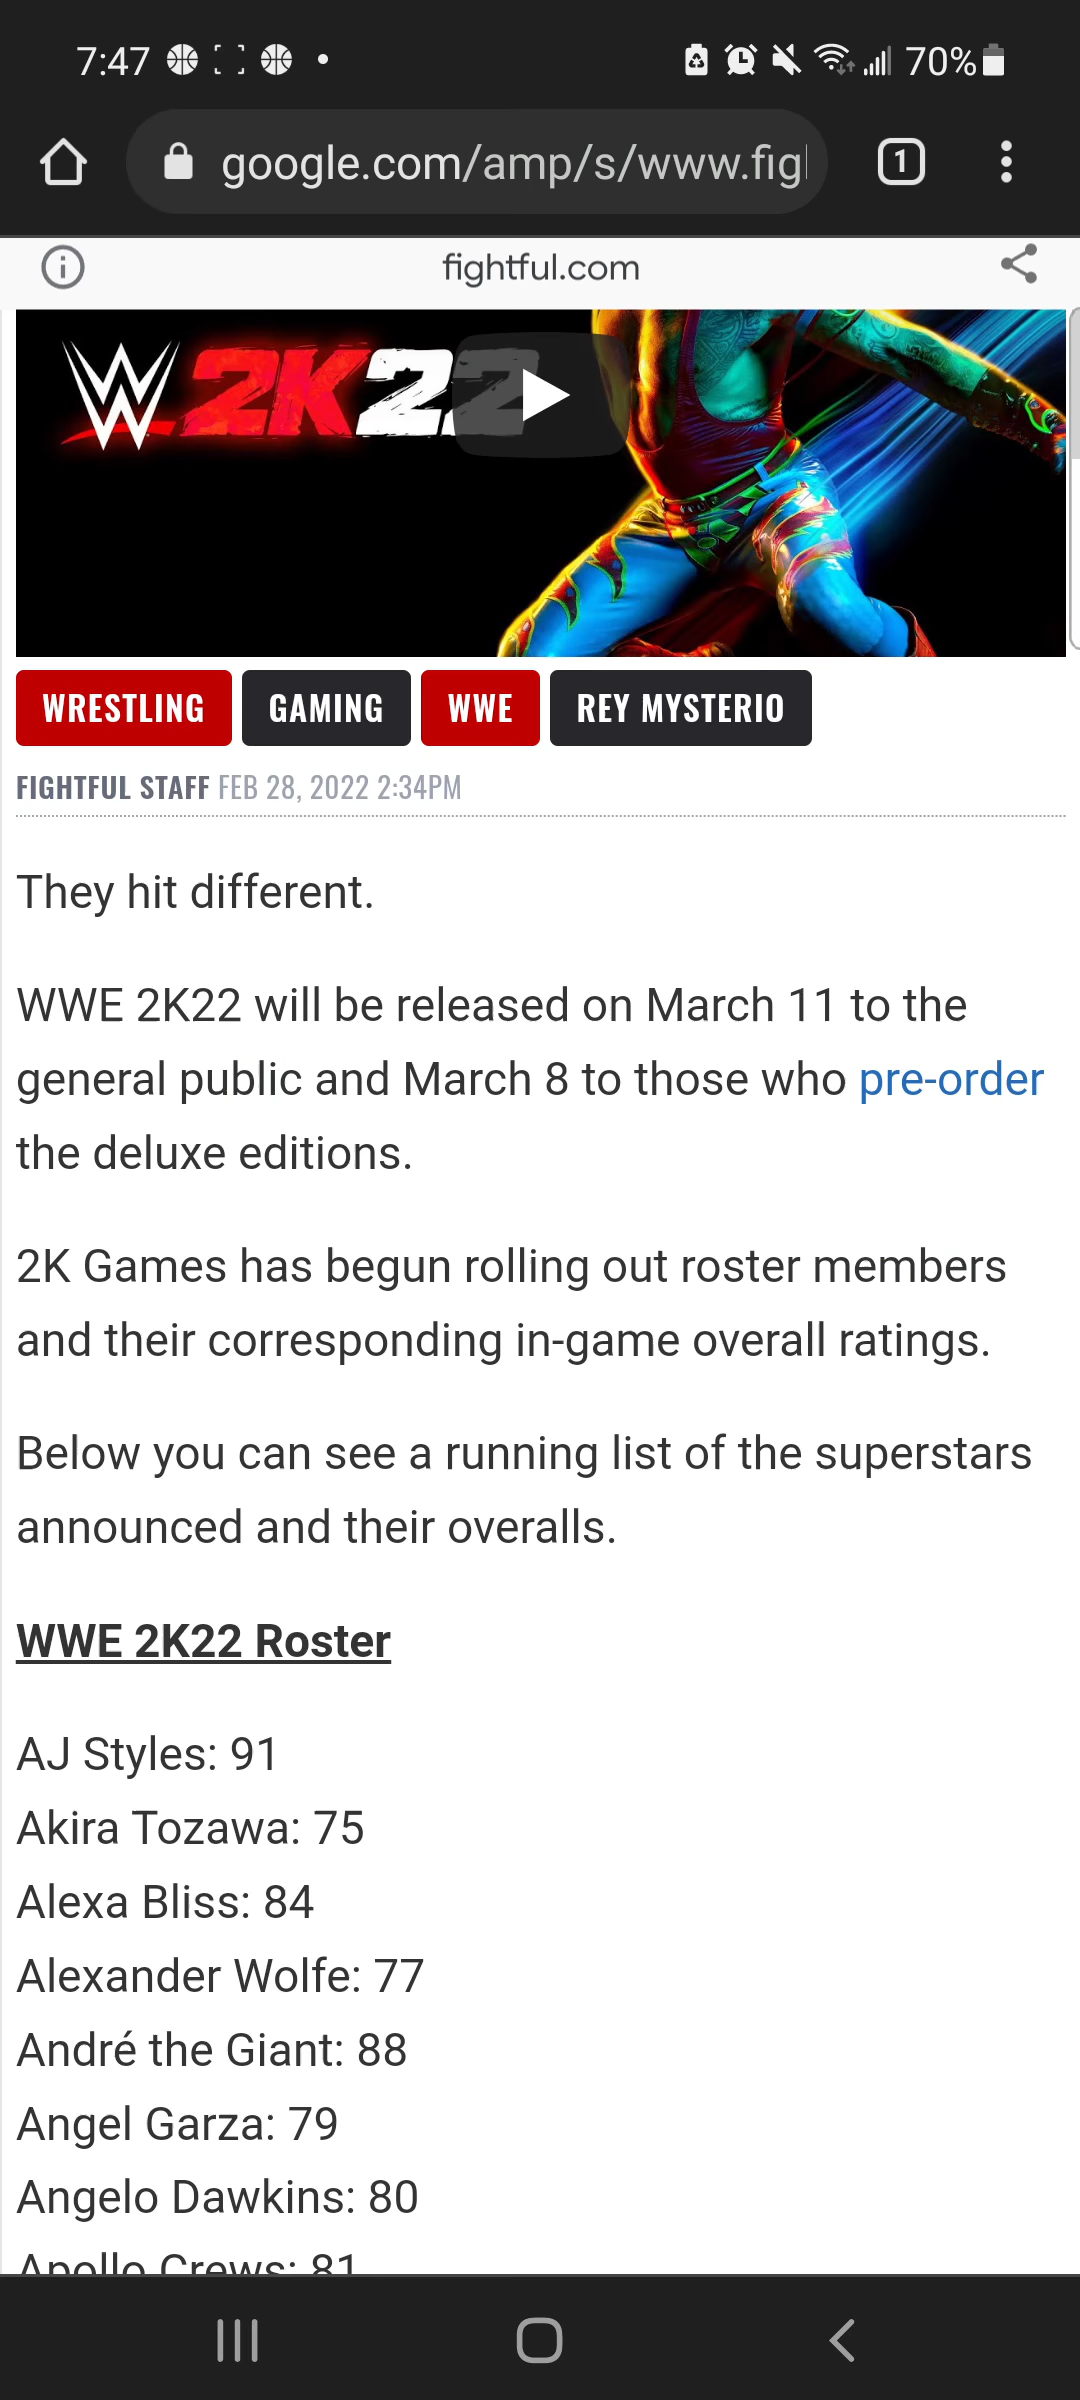 7:47
70%
google.com/amp/s/www.fig
1
fightful.com
W 2K22
WRESTLING GAMING WWE REY MYSTERIO
FIGHTFUL STAFF FEB 28, 2022 2:34PM
They hit different.
WWE 2K22 will be released on March 11 to the
general public and March 8 to those who pre-order
the deluxe editions.
2K Games has begun rolling out roster members
and their corresponding in-game overall ratings.
Below you can see a running list of the superstars
announced and their overalls.
WWE 2K22 Roster
AJ Styles: 91
Akira Tozawa: 75
Alexa Bliss: 84
Alexander Wolfe: 77
André the Giant: 88
Angel Garza: 79
Angelo Dawkins: 80
Apollo Crews: 81